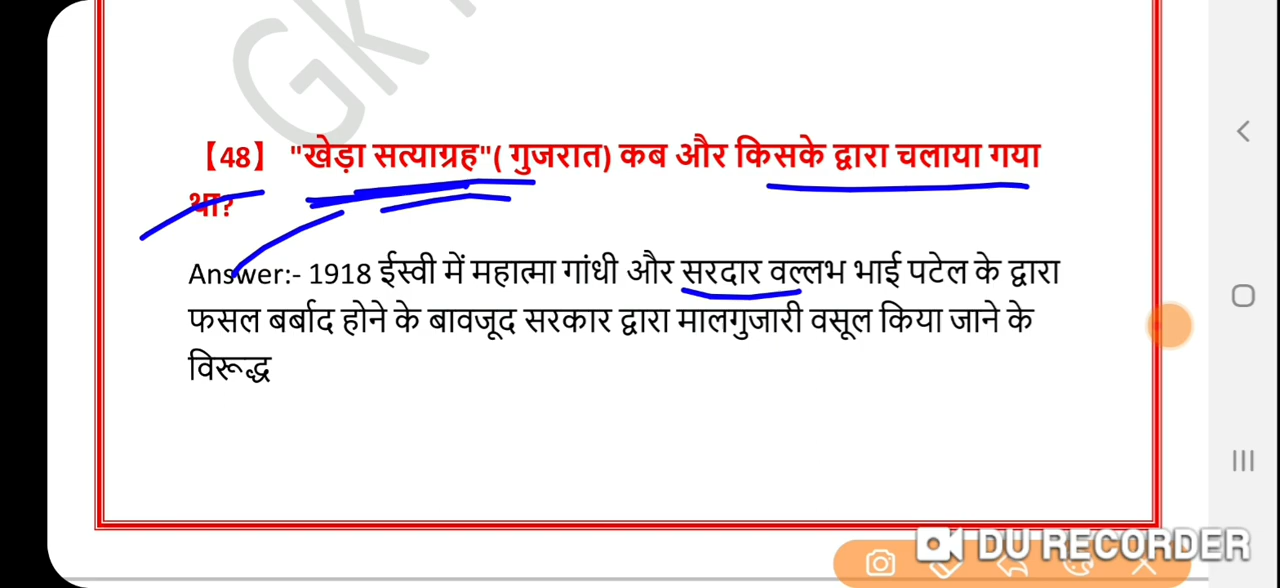 GK
【48】 "खेड़ा सत्याग्रह"( गुजरात) कब और किसके द्वारा चलाया गया
था?
Answer:- 1918 ईस्वी में महात्मा गांधी और सरदार वल्लभ भाई पटेल के द्वारा
फसल बर्बाद होने के बावजूद सरकार द्वारा मालगुजारी वसूल किया जाने के
विरूद्ध
DU RECORDER